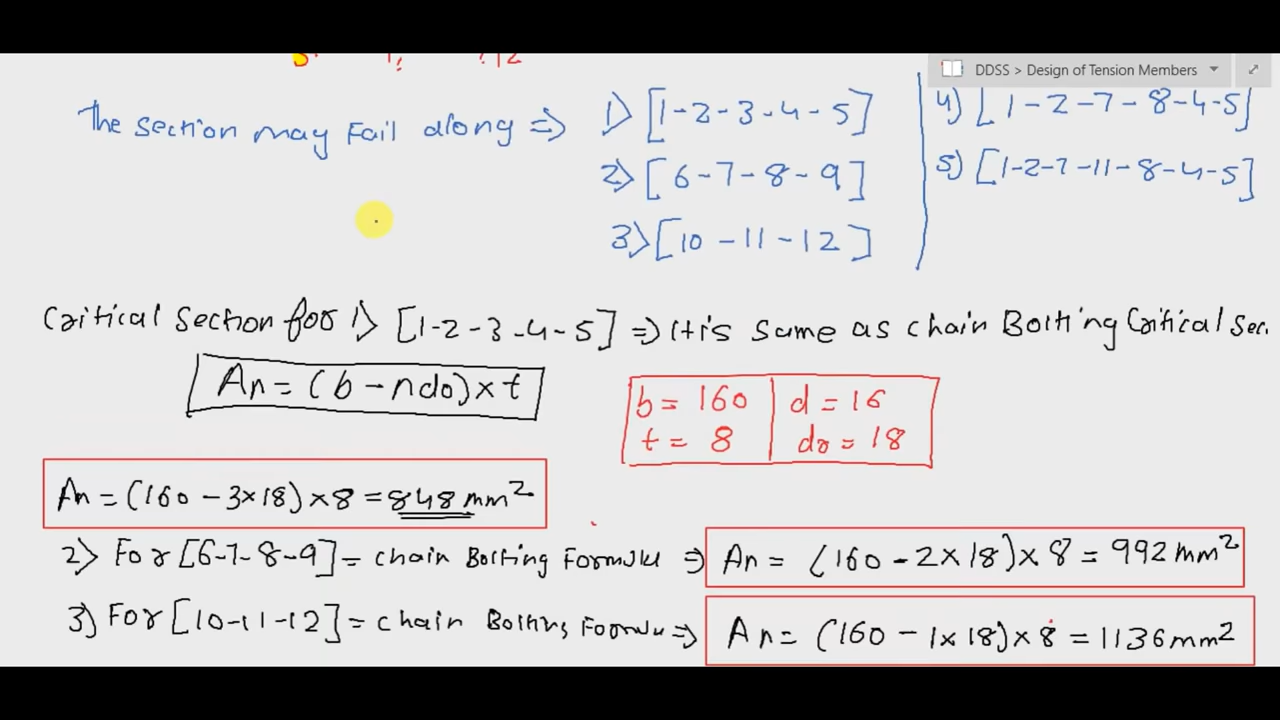 DDSS > Design of Tension Members
The Section may Fail along ⇒ 1) [1-2-3-4-5]
2) [6-7-8-9]
3) [10-11-12]
4) [1-2-7-8-4-5]
5) [1-2-7-11-8-4-5]
Critical Section for 1) [1-2-3-4-5] ⇒ It is same as chain Bolting Critical Sec.
An = (b - ndo) × t
b = 160 | d = 16
t = 8 | do = 18
An = (160 - 3×18) × 8 = 848 mm²
2) For [6-7-8-9] = chain Bolting Formula ⇒ An = (160 - 2×18) × 8 = 992 mm²
3) For [10-11-12] = chain Bolting Formula ⇒ An = (160 - 1×18) × 8 = 1136 mm²